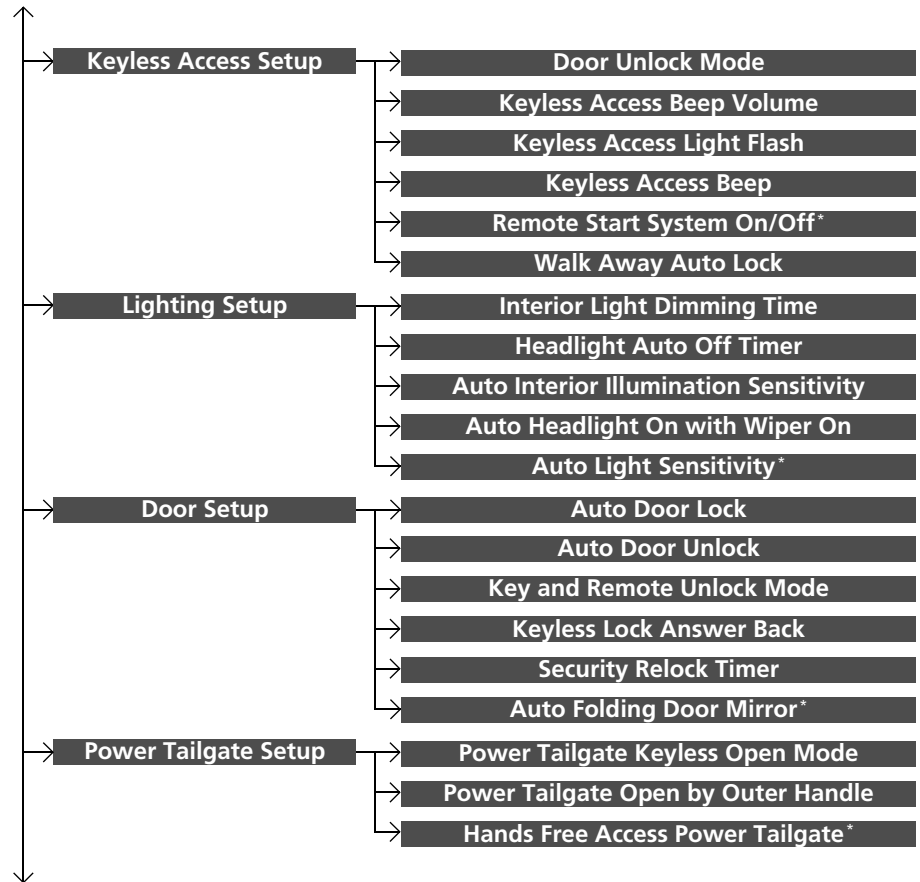 Keyless Access Setup
Door Unlock Mode
Keyless Access Beep Volume
Keyless Access Light Flash
Keyless Access Beep
Remote Start System On/Off*
Walk Away Auto Lock
Lighting Setup
Interior Light Dimming Time
Headlight Auto Off Timer
Auto Interior Illumination Sensitivity
Auto Headlight On with Wiper On
Auto Light Sensitivity*
Door Setup
Auto Door Lock
Auto Door Unlock
Key and Remote Unlock Mode
Keyless Lock Answer Back
Security Relock Timer
Auto Folding Door Mirror*
Power Tailgate Setup
Power Tailgate Keyless Open Mode
Power Tailgate Open by Outer Handle
Hands Free Access Power Tailgate*